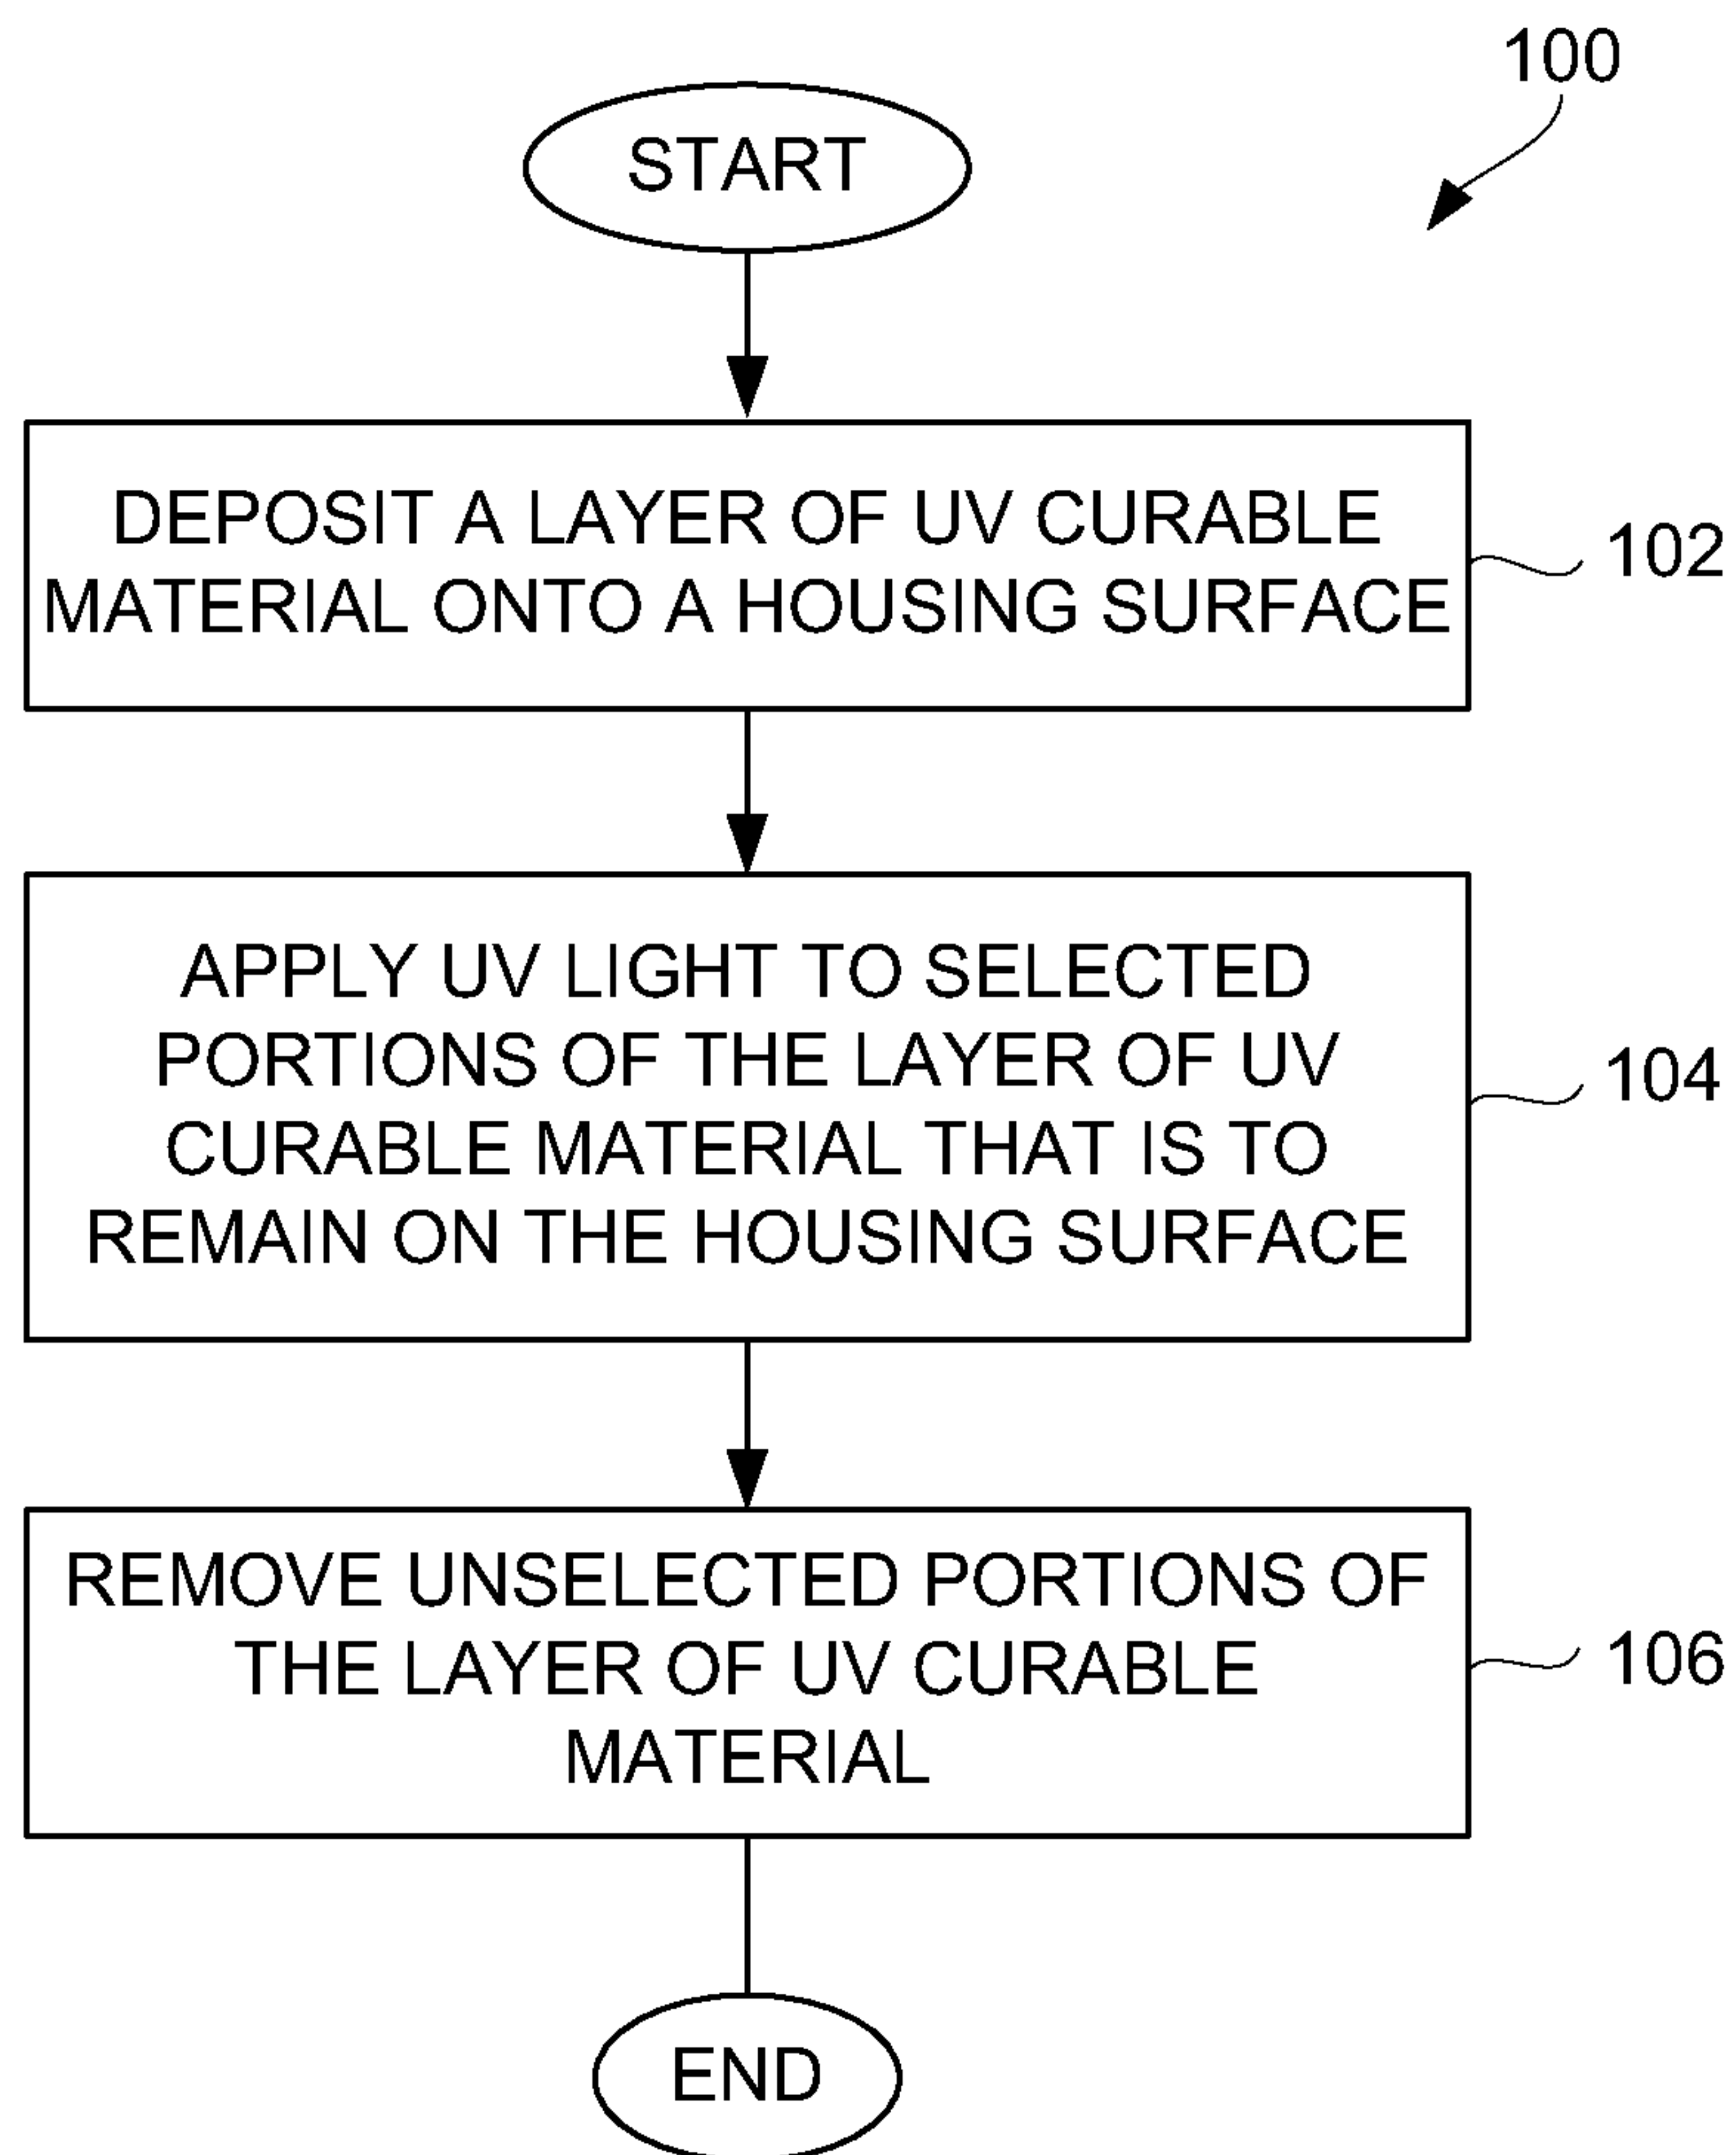 100
START
DEPOSIT A LAYER OF UV CURABLE
MATERIAL ONTO A HOUSING SURFACE
102
APPLY UV LIGHT TO SELECTED
PORTIONS OF THE LAYER OF UV
CURABLE MATERIAL THAT IS TO
REMAIN ON THE HOUSING SURFACE
104
REMOVE UNSELECTED PORTIONS OF
THE LAYER OF UV CURABLE
MATERIAL
106
END